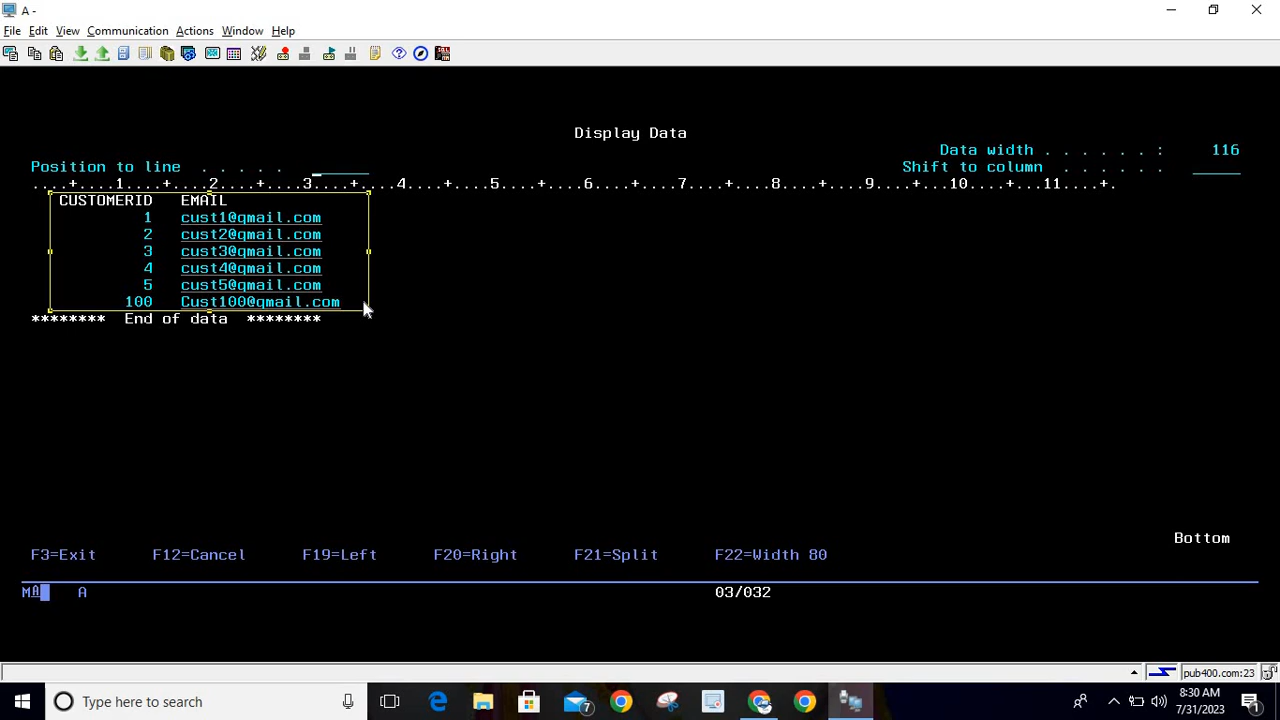 A -
File Edit View Communication Actions Window Help
Display Data
Data width . . . . . . : 116
Position to line . . . . . Shift to column . . . . . .
....+....1....+....2....+....3....+....4....+....5....+....6....+....7....+....8....+....9....+...10....+...11....+.
CUSTOMERID EMAIL
1 cust1@gmail.com
2 cust2@gmail.com
3 cust3@gmail.com
4 cust4@gmail.com
5 cust5@gmail.com
100 Cust100@gmail.com
******** End of data ********
Bottom
F3=Exit F12=Cancel F19=Left F20=Right F21=Split F22=Width 80
MA A 03/032
pub400.com:23
Type here to search
7
8:30 AM
7/31/2023
1